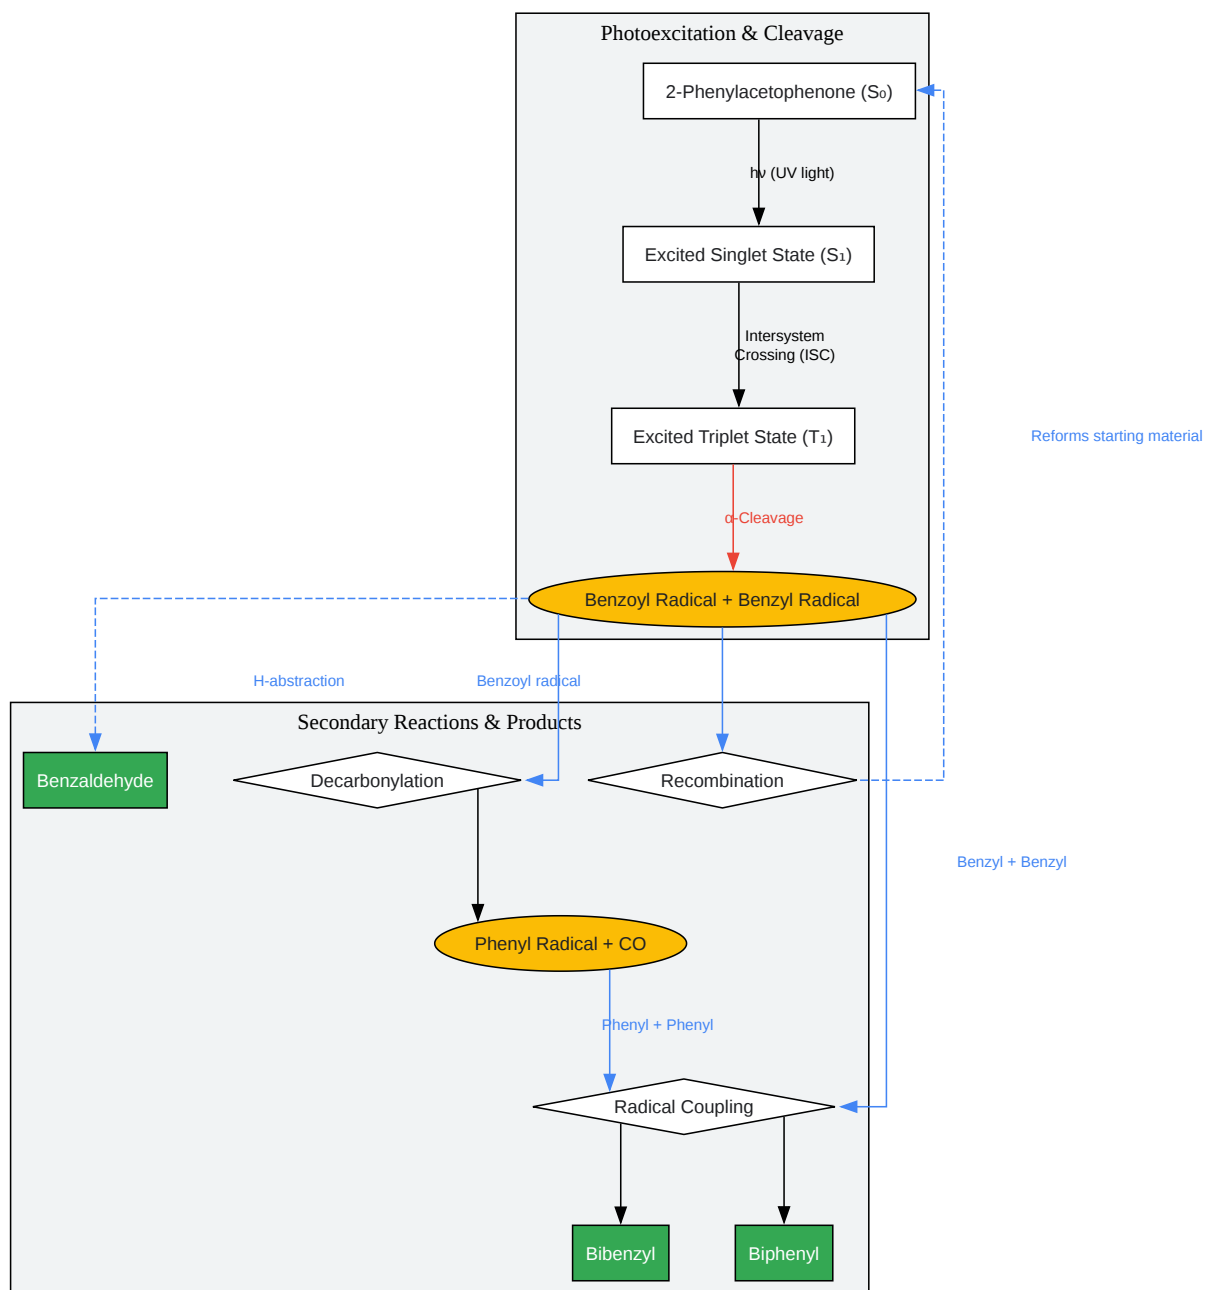 Photoexcitation & Cleavage
2-Phenylacetophenone (S₀)
hν (UV light)
Excited Singlet State (S₁)
Intersystem
Crossing (ISC)
Excited Triplet State (T₁)
Reforms starting material
α-Cleavage
Benzoyl Radical + Benzyl Radical
H-abstraction
Benzoyl radical
Secondary Reactions & Products
Benzaldehyde
Decarbonylation
Recombination
Benzyl + Benzyl
Phenyl Radical + CO
Phenyl + Phenyl
Radical Coupling
Bibenzyl
Biphenyl